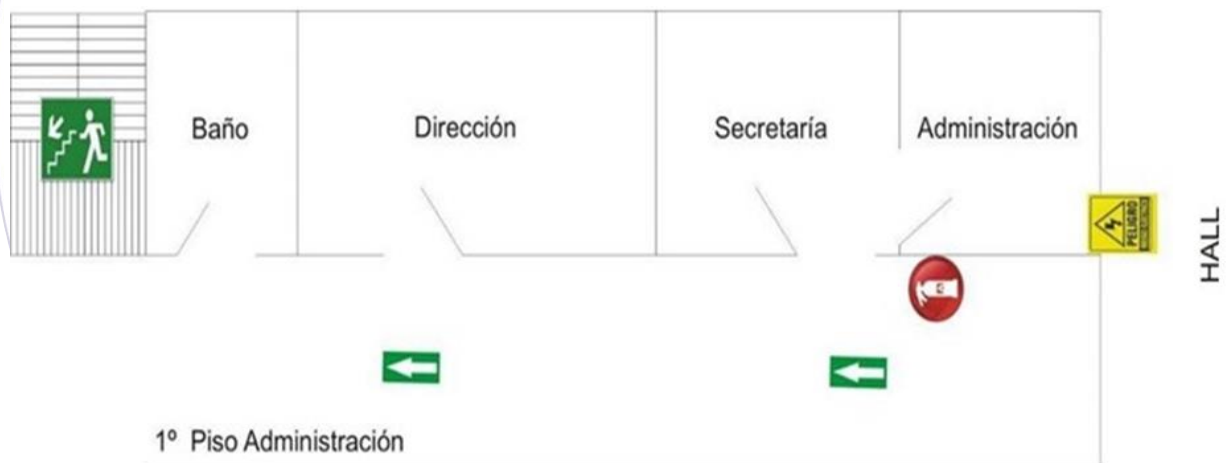 Baño
Dirección
Secretaría
Administración
PELIGRO
HALL
1º Piso Administración